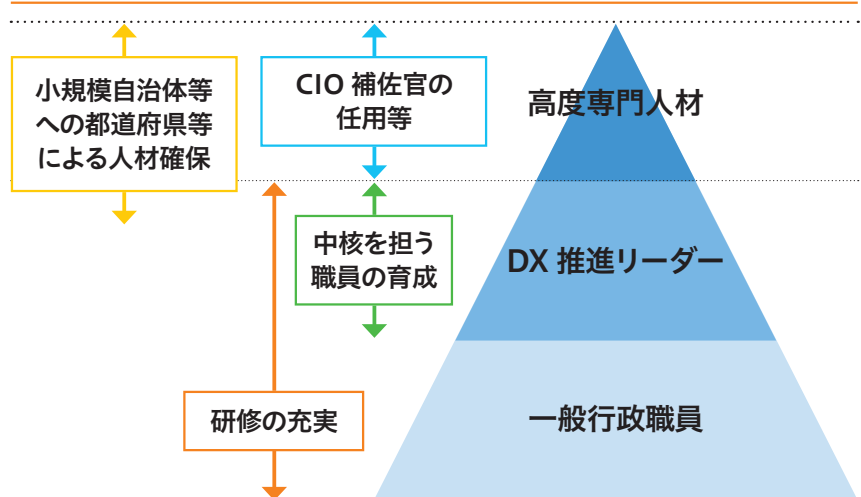 小規模自治体等
への都道府県等
による人材確保
CIO 補佐官の
任用等
高度専門人材
中核を担う
職員の育成
DX 推進リーダー
研修の充実
一般行政職員